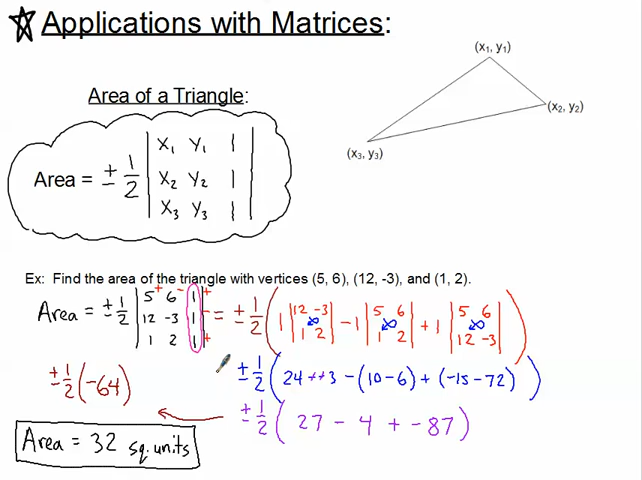 Applications with Matrices:
(x₁, y₁)
Area of a Triangle:
(x₂, y₂)
(x₃, y₃)
Area = ± 1/2 | x₁ y₁ 1 |
| x₂ y₂ 1 |
| x₃ y₃ 1 |
Ex: Find the area of the triangle with vertices (5, 6), (12, -3), and (1, 2).
Area = ± 1/2 | 5 + 6 - 1 + | = ± 1/2 ( 1 | 12 -3 | - 1 | 5 6 | + 1 | 5 6 | )
| 12 -3 1 - | | 1 2 | | 1 2 | | 12 -3 |
| 1 2 1 + |
± 1/2 (-64)
± 1/2 ( 24 ++3 - (10 - 6) + (-15 - 72) )
± 1/2 ( 27 - 4 + -87 )
Area = 32 sq. units